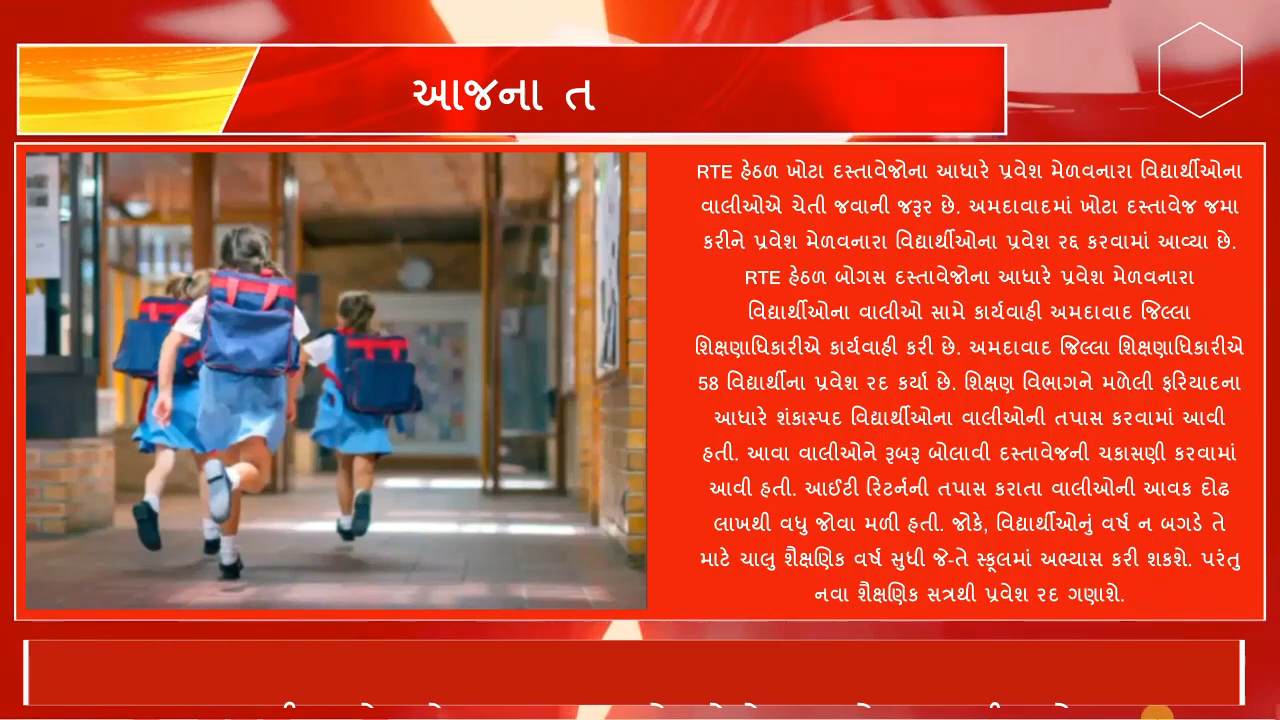 આજના ત
RTE હેઠળ ખોટા દસ્તાવેજોના આધારે પ્રવેશ મેળવનારા વિદ્યાર્થીઓના
વાલીઓએ ચેતી જવાની જરૂર છે. અમદાવાદમાં ખોટા દસ્તાવેજ જમા
કરીને પ્રવેશ મેળવનારા વિદ્યાર્થીઓના પ્રવેશ રદ્દ કરવામાં આવ્યા છે.
RTE હેઠળ બોગસ દસ્તાવેજોના આધારે પ્રવેશ મેળવનારા
વિદ્યાર્થીઓના વાલીઓ સામે કાર્યવાહી અમદાવાદ જિલ્લા
શિક્ષણાધિકારીએ કાર્યવાહી કરી છે. અમદાવાદ જિલ્લા શિક્ષણાધિકારીએ
58 વિદ્યાર્થીના પ્રવેશ રદ કર્યા છે. શિક્ષણ વિભાગને મળેલી ફરિયાદના
આધારે શંકાસ્પદ વિદ્યાર્થીઓના વાલીઓની તપાસ કરવામાં આવી
હતી. આવા વાલીઓને રૂબરૂ બોલાવી દસ્તાવેજની ચકાસણી કરવામાં
આવી હતી. આઈટી રિટર્નની તપાસ કરાતા વાલીઓની આવક દોઢ
લાખથી વધુ જોવા મળી હતી. જોકે, વિદ્યાર્થીઓનું વર્ષ ન બગડે તે
માટે ચાલુ શૈક્ષણિક વર્ષ સુધી જે-તે સ્કૂલમાં અભ્યાસ કરી શકશે. પરંતુ
નવા શૈક્ષણિક સત્રથી પ્રવેશ રદ ગણાશે.